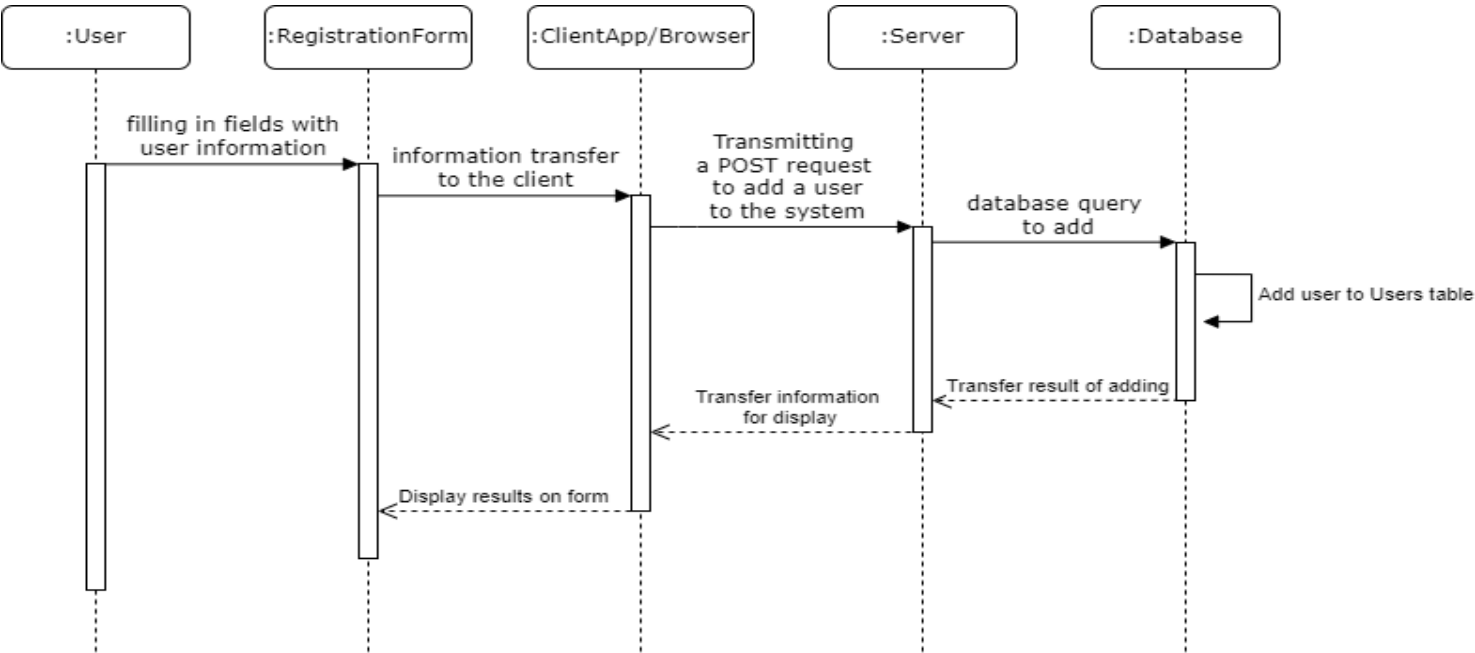 :User
:RegistrationForm
:ClientApp/Browser
:Server
:Database
filling in fields with
user information
information transfer
to the client
Transmitting
a POST request
to add a user
to the system
database query
to add
Add user to Users table
Transfer result of adding
Transfer information
for display
Display results on form